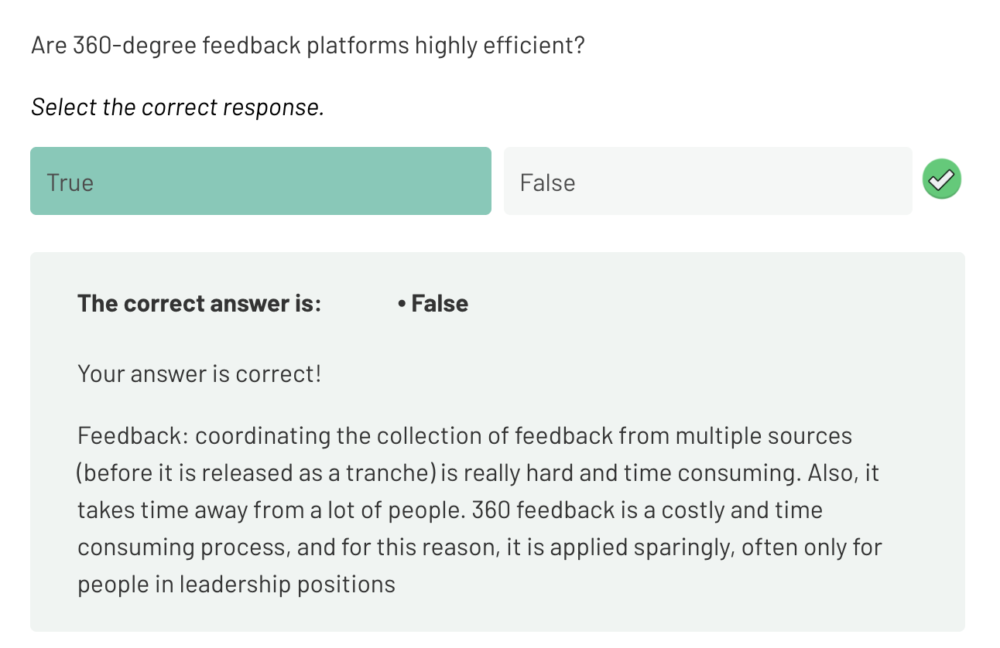 Are 360-degree feedback platforms highly efficient?
Select the correct response.
True
False
The correct answer is: • False
Your answer is correct!
Feedback: coordinating the collection of feedback from multiple sources
(before it is released as a tranche) is really hard and time consuming. Also, it
takes time away from a lot of people. 360 feedback is a costly and time
consuming process, and for this reason, it is applied sparingly, often only for
people in leadership positions